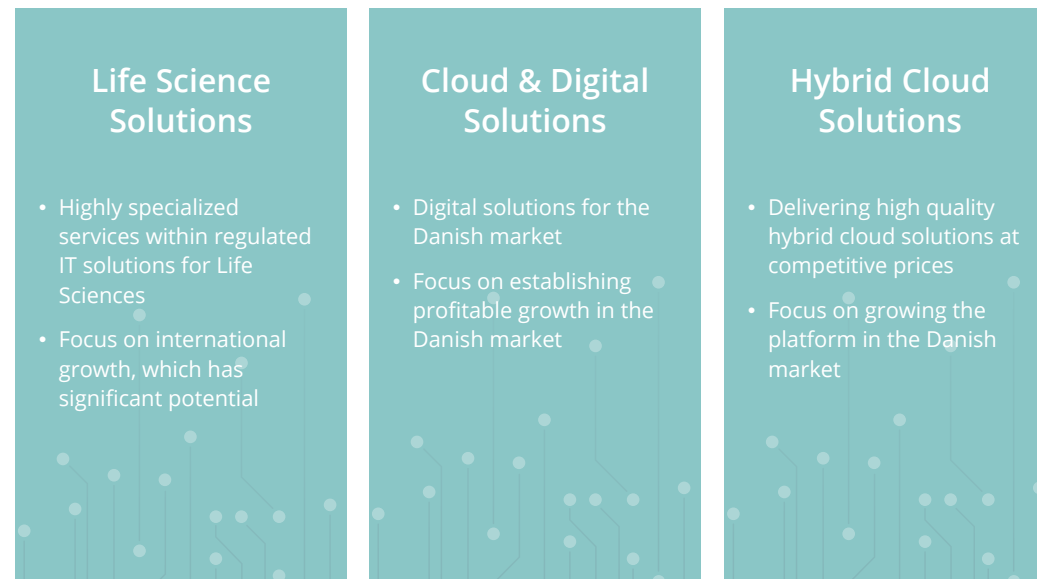 Life Science
Solutions
• Highly specialized
services within regulated
IT solutions for Life
Sciences
• Focus on international
growth, which has
significant potential
Cloud & Digital
Solutions
• Digital solutions for the
Danish market
• Focus on establishing
profitable growth in the
Danish market
Hybrid Cloud
Solutions
• Delivering high quality
hybrid cloud solutions at
competitive prices
• Focus on growing the
platform in the Danish
market